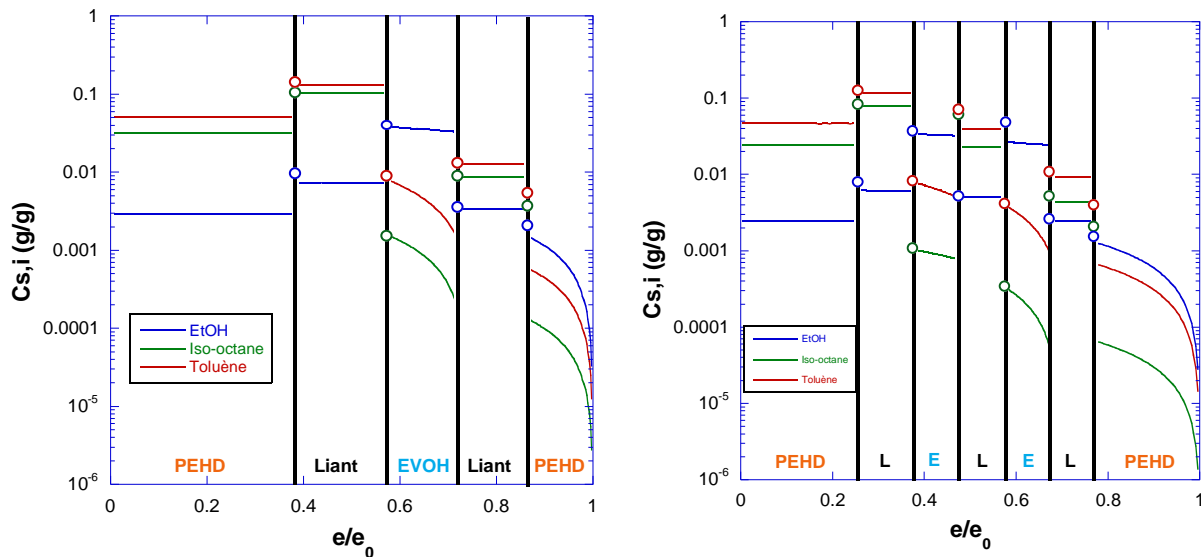 1
0.1
0.01
0.001
0.0001
10-5
10-6
Cs,i (g/g)
EtOH
Iso-octane
Toluène
PEHD
Liant
EVOH
Liant
PEHD
0
0.2
0.4
0.6
0.8
1
e/e0
1
0.1
0.01
0.001
0.0001
10-5
10-6
Cs,i (g/g)
EtOH
Iso-octane
Toluène
PEHD
L
E
L
E
L
PEHD
0
0.2
0.4
0.6
0.8
1
e/e0